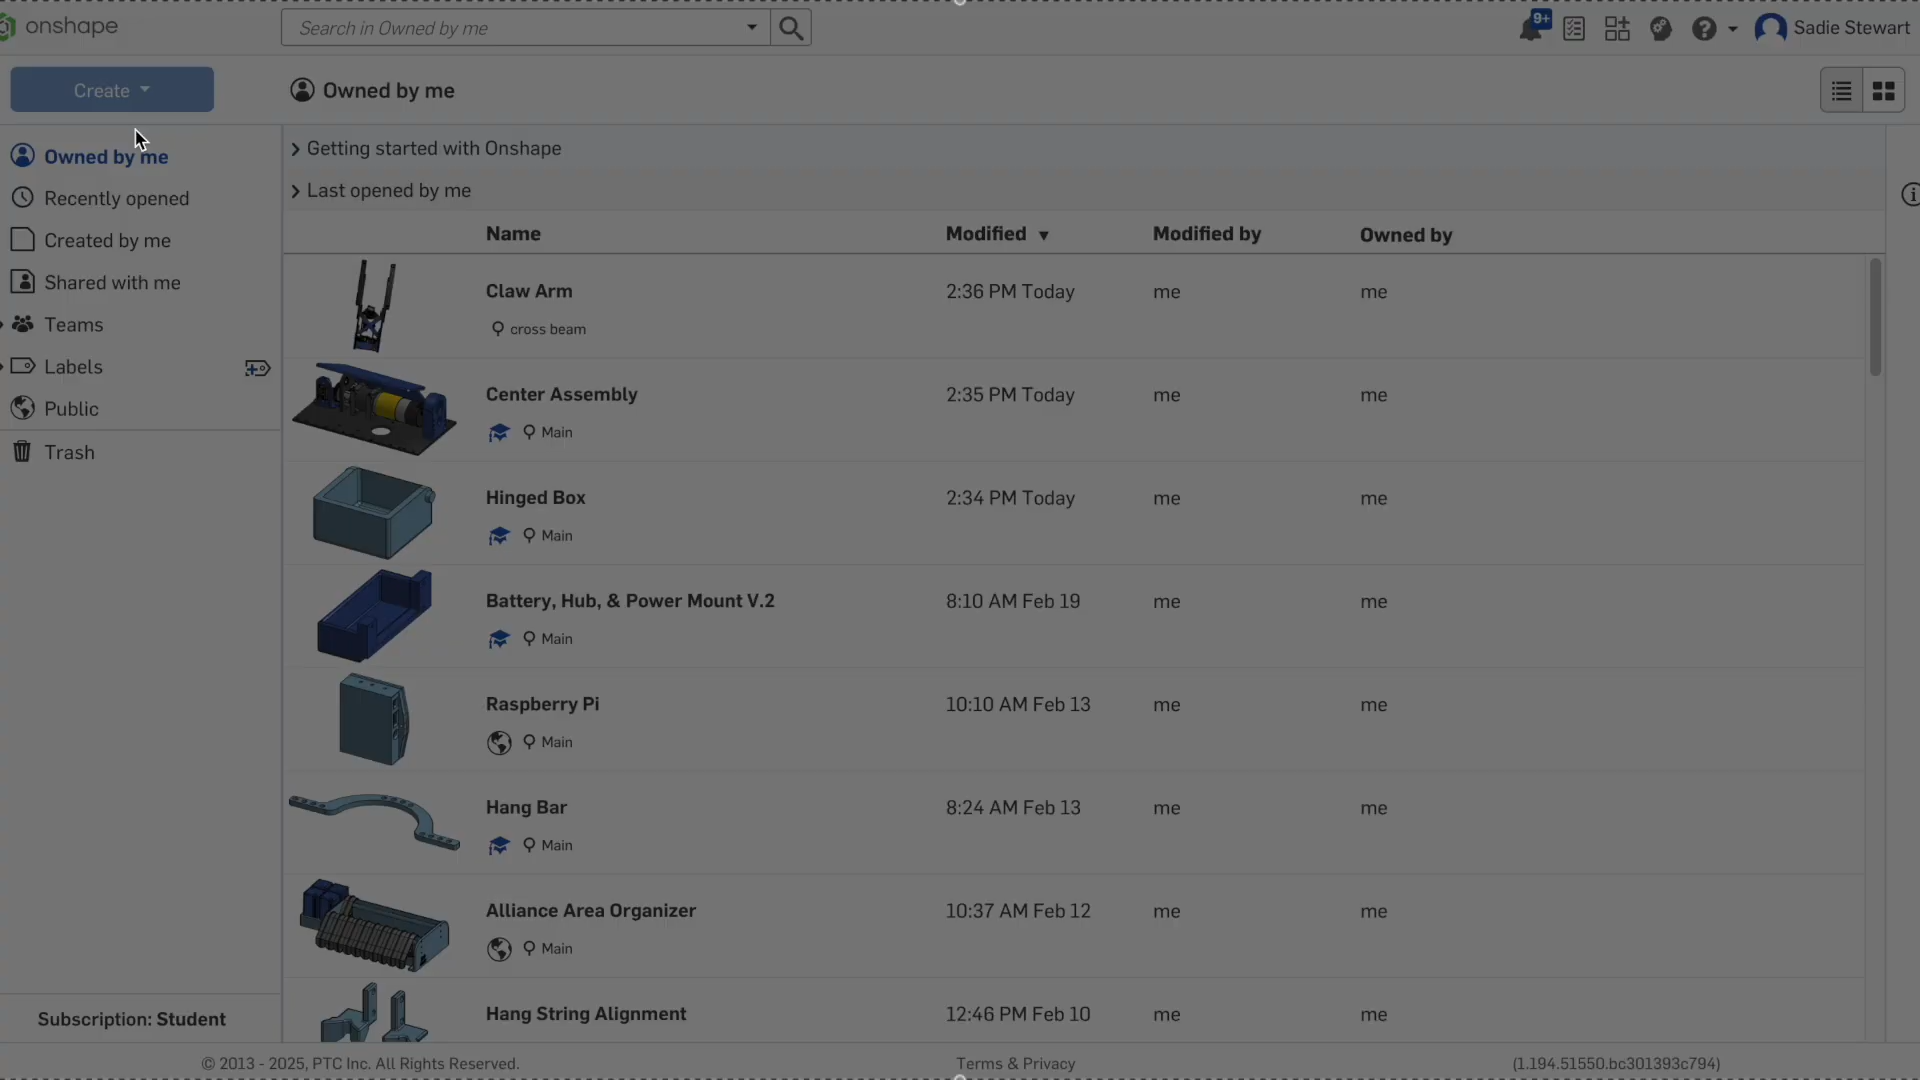 onshape
Search in Owned by me
9+
Sadie Stewart
Create
Owned by me
Owned by me
Recently opened
Created by me
Shared with me
Teams
Labels
Public
Trash
Getting started with Onshape
Last opened by me
Name Modified Modified by Owned by
Claw Arm 2:36 PM Today me me
cross beam
Center Assembly 2:35 PM Today me me
Main
Hinged Box 2:34 PM Today me me
Main
Battery, Hub, & Power Mount V.2 8:10 AM Feb 19 me me
Main
Raspberry Pi 10:10 AM Feb 13 me me
Main
Hang Bar 8:24 AM Feb 13 me me
Main
Alliance Area Organizer 10:37 AM Feb 12 me me
Main
Hang String Alignment 12:46 PM Feb 10 me me
Subscription: Student
© 2013 - 2025, PTC Inc. All Rights Reserved. Terms & Privacy (1.194.51550.bc301393c794)